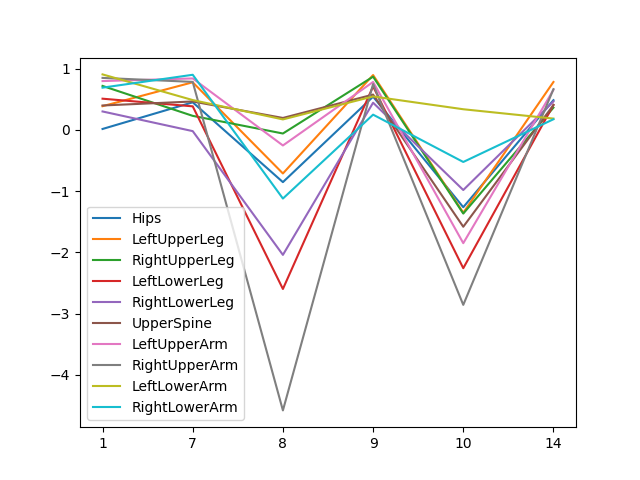 1
0
−1
−2
−3
−4
Hips
LeftUpperLeg
RightUpperLeg
LeftLowerLeg
RightLowerLeg
UpperSpine
LeftUpperArm
RightUpperArm
LeftLowerArm
RightLowerArm
1 7 8 9 10 14